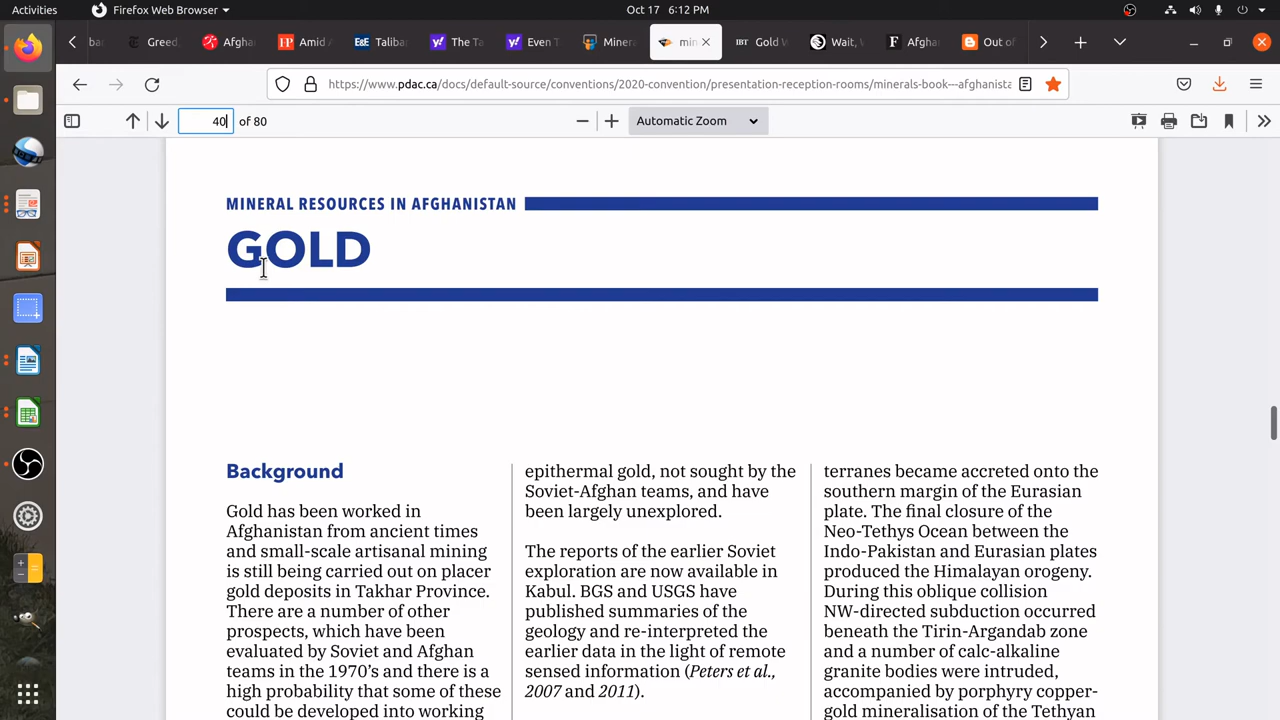 Activities
Firefox Web Browser
Oct 17 6:12 PM
bar
Greed,
Afgha
Amid
Taliba
The Ta
Even T
Minera
min
Gold W
Wait, W
Afghan
Out of
https://www.pdac.ca/docs/default-source/conventions/2020-convention/presentation-reception-rooms/minerals-book---afghanista
40 of 80
Automatic Zoom
MINERAL RESOURCES IN AFGHANISTAN
GOLD
Background
Gold has been worked in
Afghanistan from ancient times
and small-scale artisanal mining
is still being carried out on placer
gold deposits in Takhar Province.
There are a number of other
prospects, which have been
evaluated by Soviet and Afghan
teams in the 1970’s and there is a
high probability that some of these
could be developed into working
epithermal gold, not sought by the
Soviet-Afghan teams, and have
been largely unexplored.
The reports of the earlier Soviet
exploration are now available in
Kabul. BGS and USGS have
published summaries of the
geology and re-interpreted the
earlier data in the light of remote
sensed information (Peters et al.,
2007 and 2011).
terranes became accreted onto the
southern margin of the Eurasian
plate. The final closure of the
Neo-Tethys Ocean between the
Indo-Pakistan and Eurasian plates
produced the Himalayan orogeny.
During this oblique collision
NW-directed subduction occurred
beneath the Tirin-Argandab zone
and a number of calc-alkaline
granite bodies were intruded,
accompanied by porphyry copper-
gold mineralisation of the Tethyan